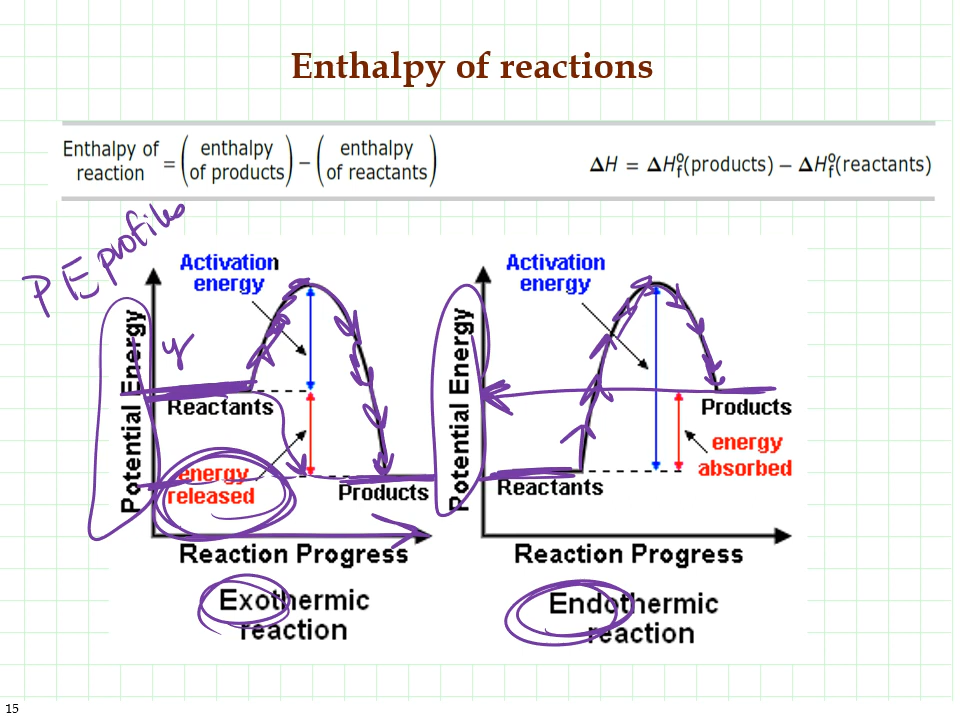 Enthalpy of reactions
Enthalpy of reaction = (enthalpy of products) − (enthalpy of reactants)
ΔH = ΔH°f(products) − ΔH°f(reactants)
PE profiles
Activation
energy
Potential Energy
Reactants
energy
released
Products
Reaction Progress
Exothermic
reaction
Activation
energy
Potential Energy
Products
energy
absorbed
Reactants
Reaction Progress
Endothermic
reaction
15